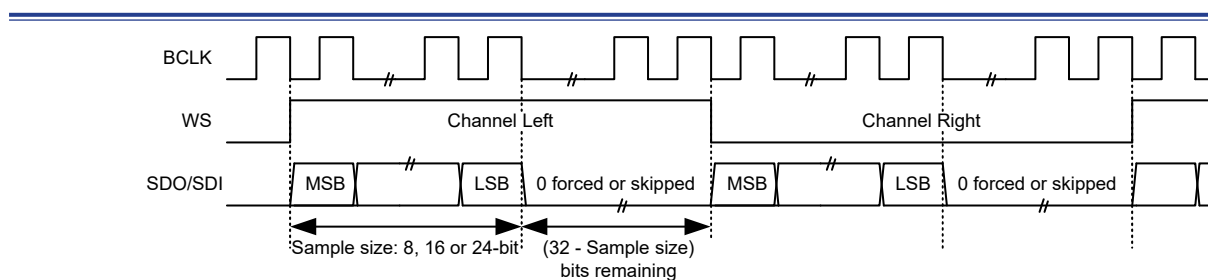 BCLK
WS
Channel Left
Channel Right
SDO/SDI
MSB
LSB
0 forced or skipped
MSB
LSB
0 forced or skipped
Sample size: 8, 16 or 24-bit
(32 - Sample size)
bits remaining